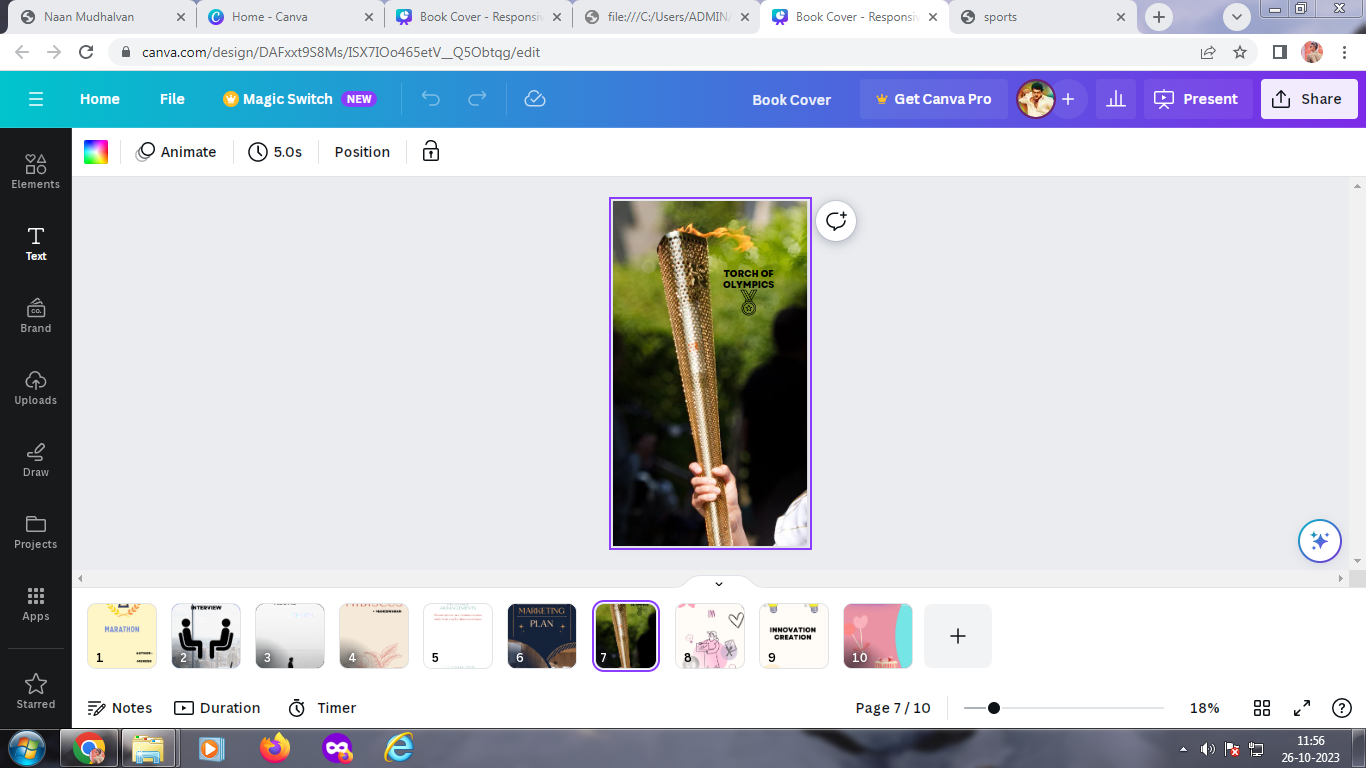 Naan Mudhalvan
Home - Canva
Book Cover - Responsiv
file:///C:/Users/ADMIN/
Book Cover - Responsiv
sports
canva.com/design/DAFxxt9S8Ms/ISX7IOo465etV__Q5Obtqg/edit
Home
File
Magic Switch
NEW
Book Cover
Get Canva Pro
Present
Share
Animate
5.0s
Position
Elements
Text
Brand
Uploads
Draw
Projects
Apps
Starred
TORCH OF
OLYMPICS
MARATHON
1
INTERVIEW
2
3
4
5
MARKETING
PLAN
6
7
8
INNOVATION
CREATION
9
10
Notes
Duration
Timer
Page 7 / 10
18%
11:56
26-10-2023